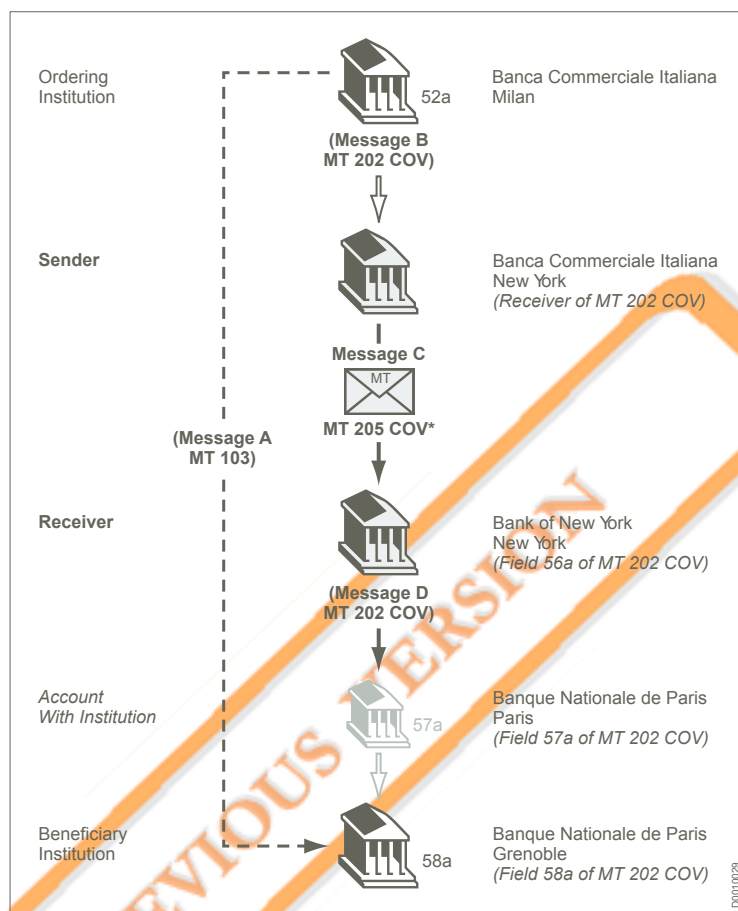 Ordering
Institution
52a
Banca Commerciale Italiana
Milan
(Message B
MT 202 COV)
Sender
Banca Commerciale Italiana
New York
(Receiver of MT 202 COV)
Message C
MT
MT 205 COV*
(Message A
MT 103)
Receiver
Bank of New York
New York
(Field 56a of MT 202 COV)
(Message D
MT 202 COV)
Account
With Institution
57a
Banque Nationale de Paris
Paris
(Field 57a of MT 202 COV)
Beneficiary
Institution
58a
Banque Nationale de Paris
Grenoble
(Field 58a of MT 202 COV)
D0010029
EVIOUS VERSION